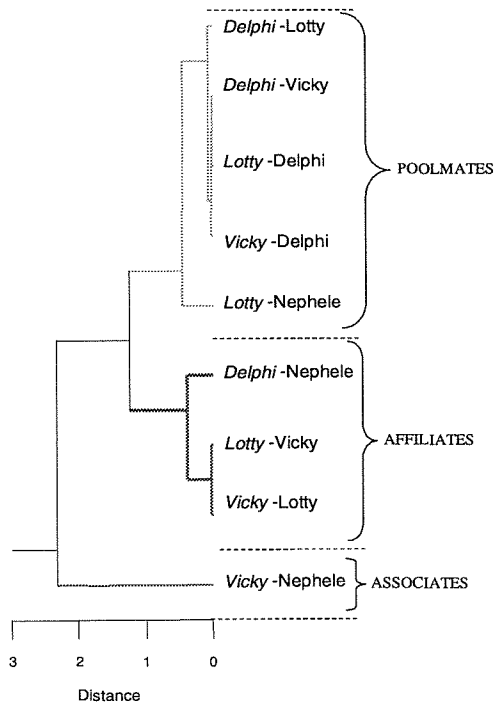 Delphi-Lotty
Delphi-Vicky
Lotty-Delphi
POOLMATES
Vicky-Delphi
Lotty-Nephele
Delphi-Nephele
Lotty-Vicky
AFFILIATES
Vicky-Lotty
Vicky-Nephele
ASSOCIATES
3 2 1 0
Distance